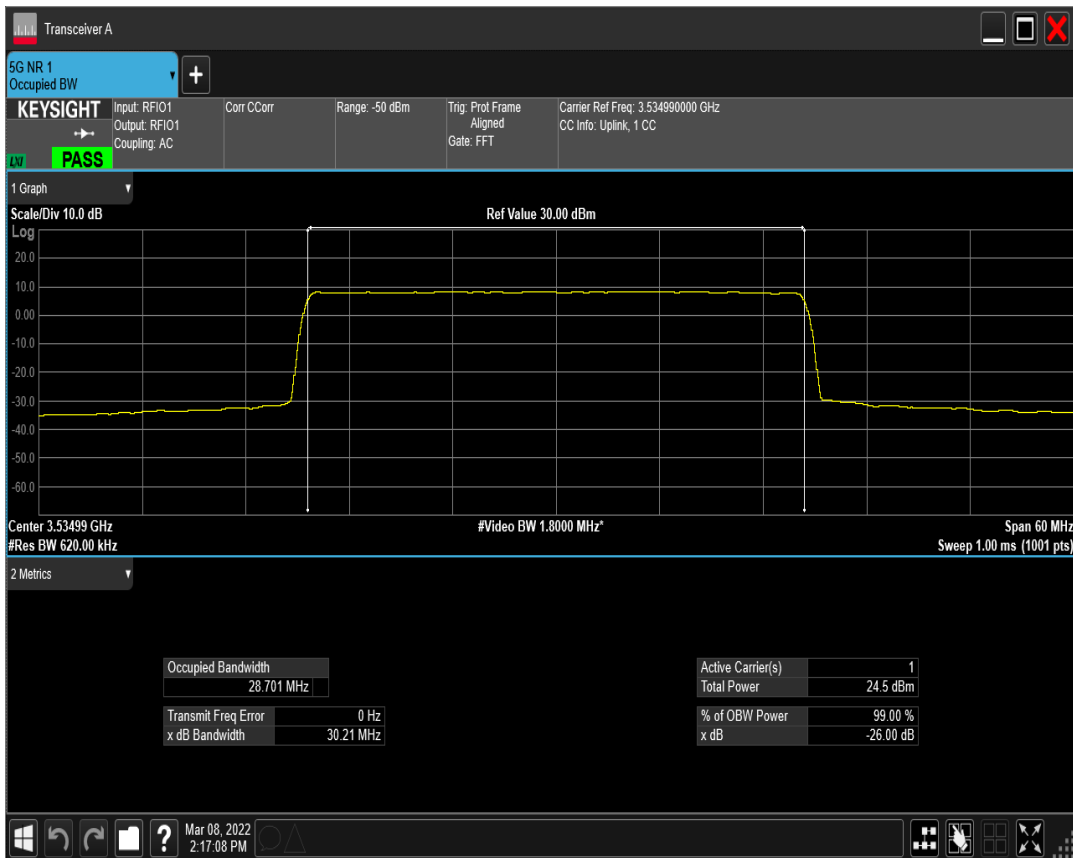 Transceiver A
5G NR 1
Occupied BW
KEYSIGHT
Input: RFIO1
Output: RFIO1
Coupling: AC
LXI
PASS
Corr CCorr
Range: -50 dBm
Trig: Prot Frame
Aligned
Gate: FFT
Carrier Ref Freq: 3.534990000 GHz
CC Info: Uplink, 1 CC
1 Graph
Scale/Div 10.0 dB
Ref Value 30.00 dBm
Log
20.0
10.0
0.00
-10.0
-20.0
-30.0
-40.0
-50.0
-60.0
Center 3.53499 GHz
#Video BW 1.8000 MHz*
Span 60 MHz
#Res BW 620.00 kHz
Sweep 1.00 ms (1001 pts)
2 Metrics
Occupied Bandwidth
28.701 MHz
Transmit Freq Error 0 Hz
x dB Bandwidth 30.21 MHz
Active Carrier(s) 1
Total Power 24.5 dBm
% of OBW Power 99.00 %
x dB -26.00 dB
?
Mar 08, 2022
2:17:08 PM